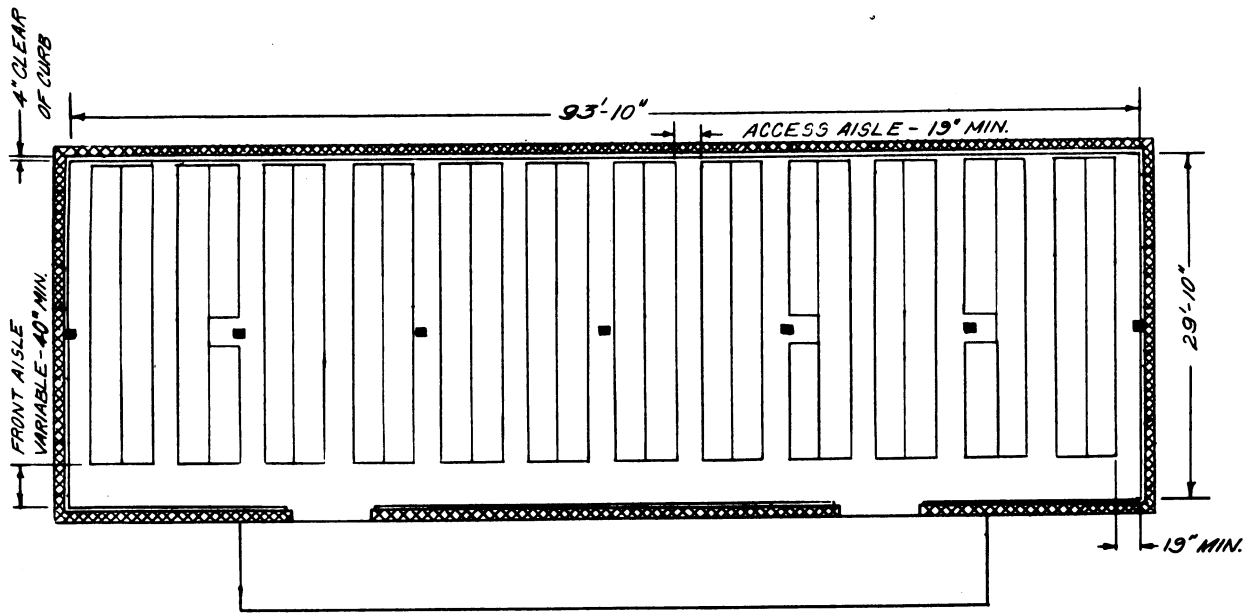 4" CLEAR
OF CURB
93'-10"
ACCESS AISLE - 19" MIN.
FRONT AISLE
VARIABLE-40" MIN.
29'-10"
19" MIN.